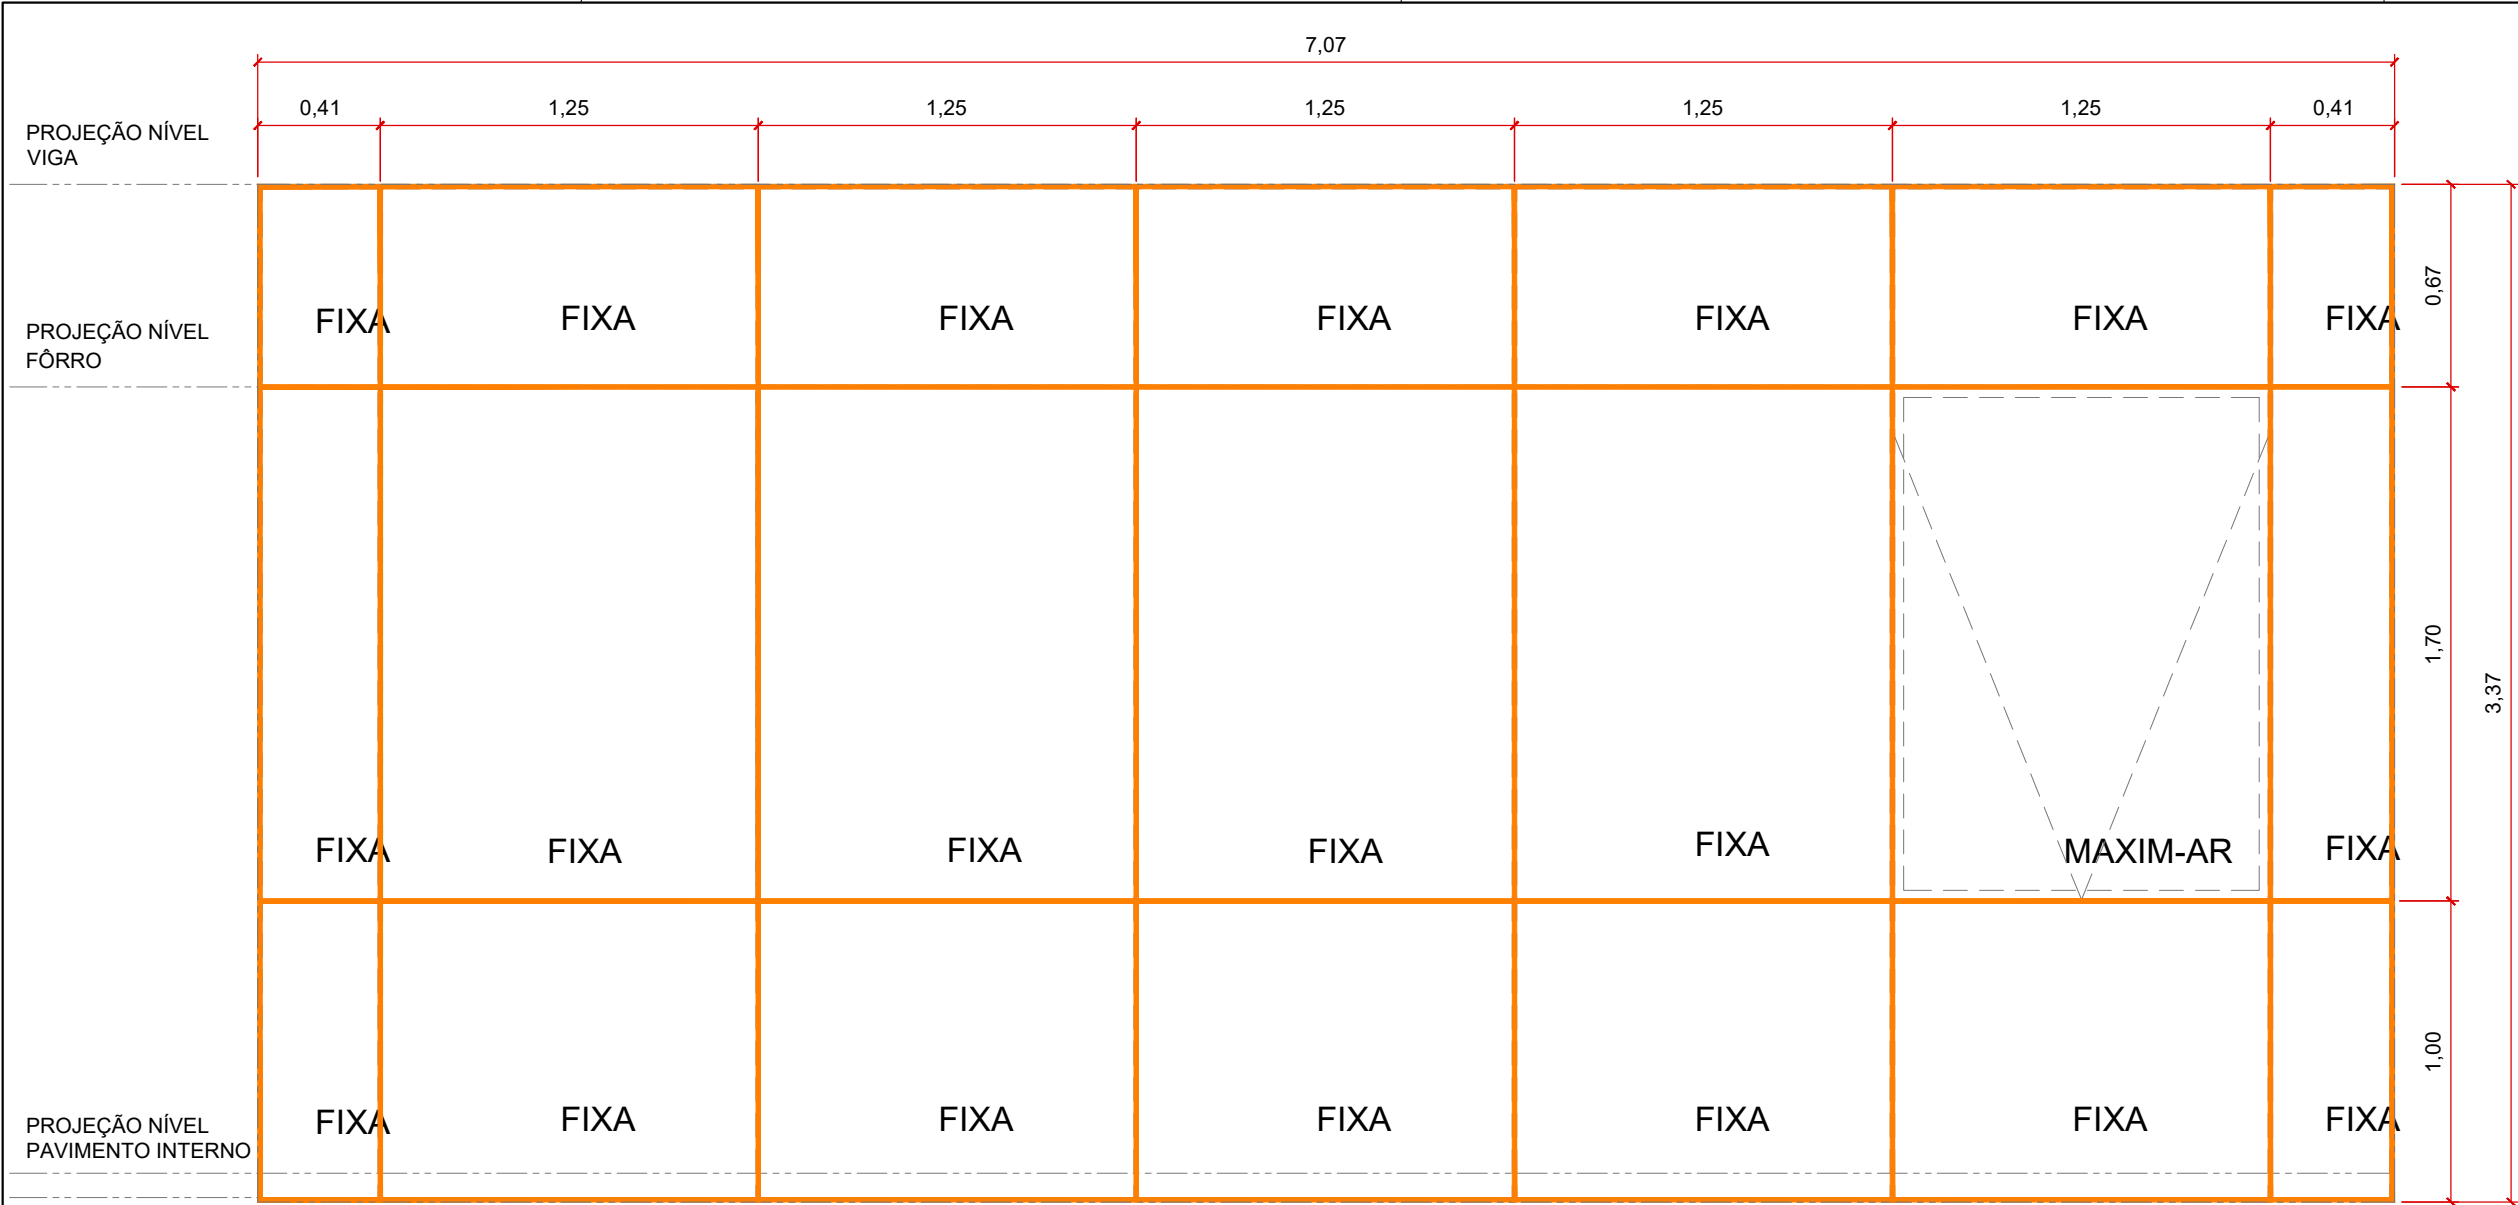 7,07
0,41 1,25 1,25 1,25 1,25 1,25 0,41
PROJEÇÃO NÍVEL
VIGA
PROJEÇÃO NÍVEL
FÔRRO
FIXA FIXA FIXA FIXA FIXA FIXA FIXA
0,67
1,70
3,37
FIXA FIXA FIXA FIXA FIXA MAXIM-AR FIXA
1,00
FIXA FIXA FIXA FIXA FIXA FIXA FIXA
PROJEÇÃO NÍVEL
PAVIMENTO INTERNO